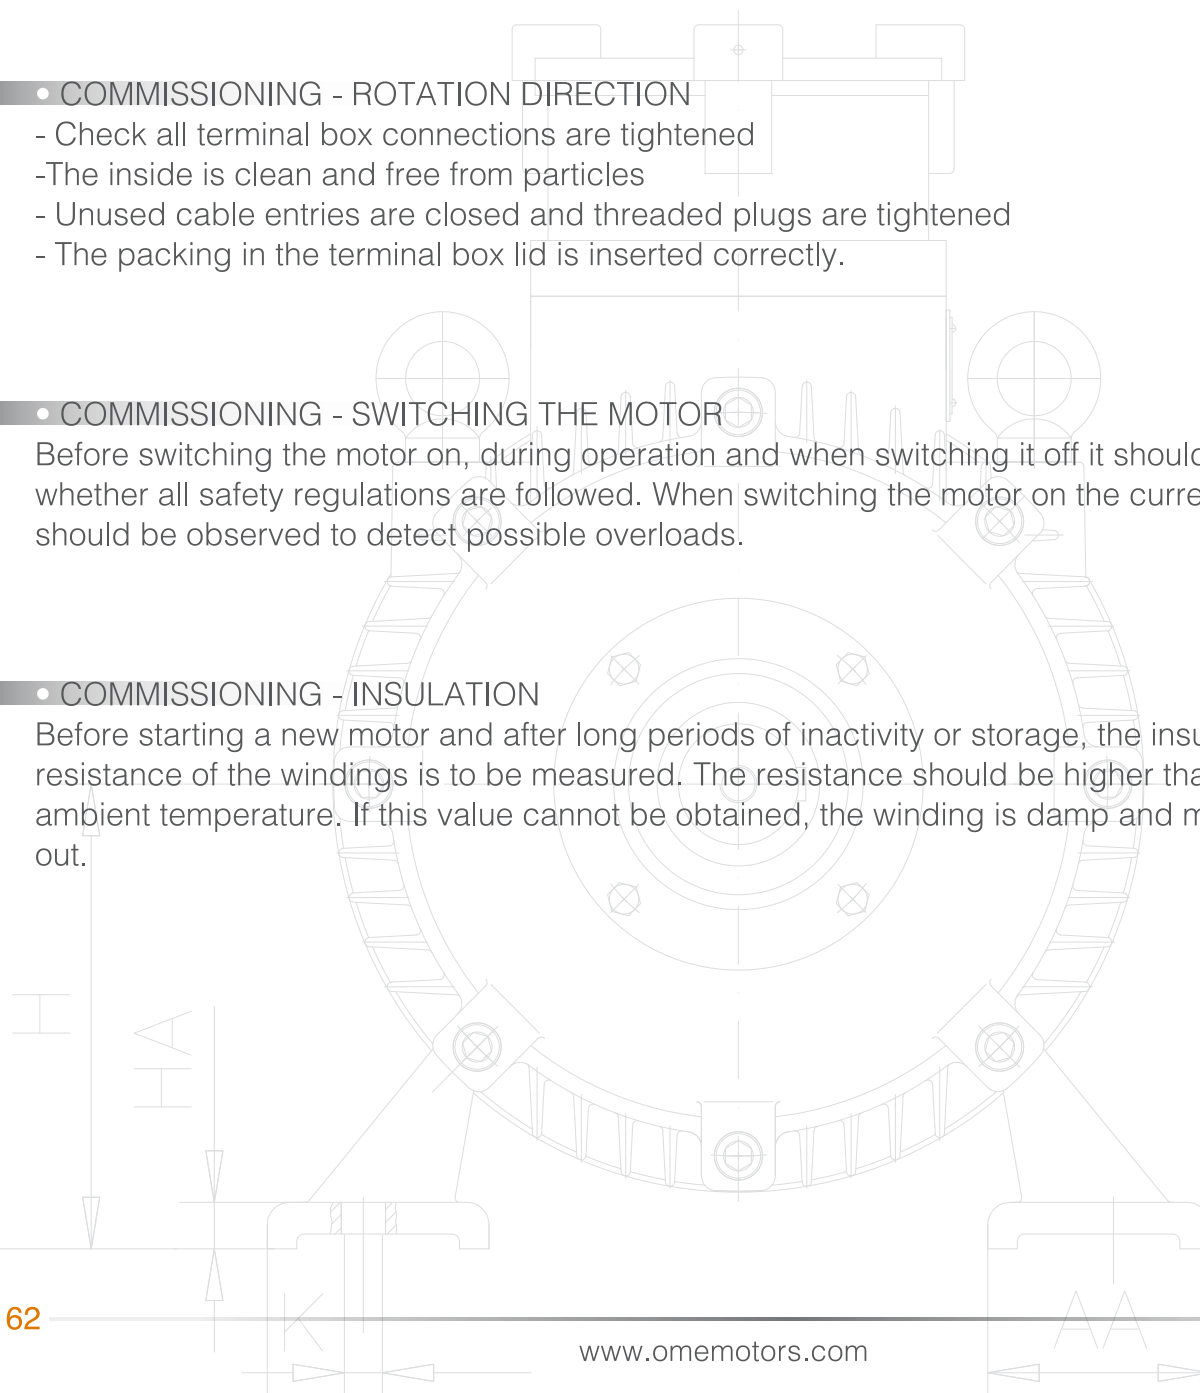 • COMMISSIONING - ROTATION DIRECTION
- Check all terminal box connections are tightened
-The inside is clean and free from particles
- Unused cable entries are closed and threaded plugs are tightened
- The packing in the terminal box lid is inserted correctly.
• COMMISSIONING - SWITCHING THE MOTOR
Before switching the motor on, during operation and when switching it off it should
whether all safety regulations are followed. When switching the motor on the curre
should be observed to detect possible overloads.
• COMMISSIONING - INSULATION
Before starting a new motor and after long periods of inactivity or storage, the insu
resistance of the windings is to be measured. The resistance should be higher tha
ambient temperature. If this value cannot be obtained, the winding is damp and m
out.
H
HA
K
AA
62
www.omemotors.com